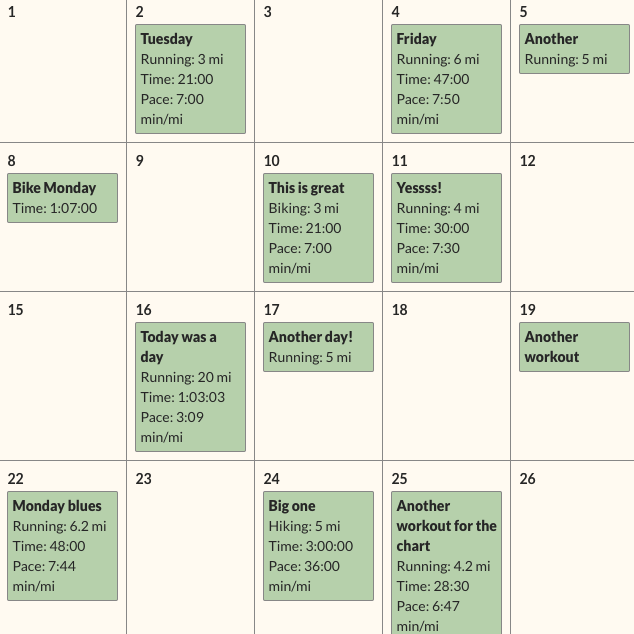 1
2
Tuesday
Running: 3 mi
Time: 21:00
Pace: 7:00
min/mi
3
4
Friday
Running: 6 mi
Time: 47:00
Pace: 7:50
min/mi
5
Another
Running: 5 mi
8
Bike Monday
Time: 1:07:00
9
10
This is great
Biking: 3 mi
Time: 21:00
Pace: 7:00
min/mi
11
Yessss!
Running: 4 mi
Time: 30:00
Pace: 7:30
min/mi
12
15
16
Today was a
day
Running: 20 mi
Time: 1:03:03
Pace: 3:09
min/mi
17
Another day!
Running: 5 mi
18
19
Another
workout
22
Monday blues
Running: 6.2 mi
Time: 48:00
Pace: 7:44
min/mi
23
24
Big one
Hiking: 5 mi
Time: 3:00:00
Pace: 36:00
min/mi
25
Another
workout for the
chart
Running: 4.2 mi
Time: 28:30
Pace: 6:47
min/mi
26